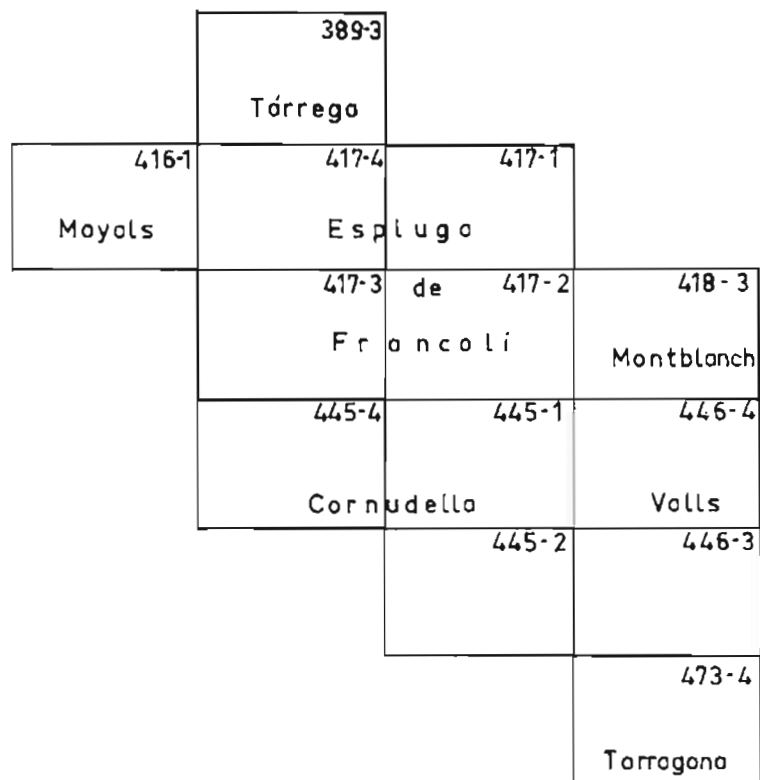 389-3
Tárrega
416-1 417-4 417-1
Mayals Espluga
417-3 de 417-2 418-3
Francolí Montblanch
445-4 445-1 446-4
Cornudella Valls
445-2 446-3
473-4
Tarragona